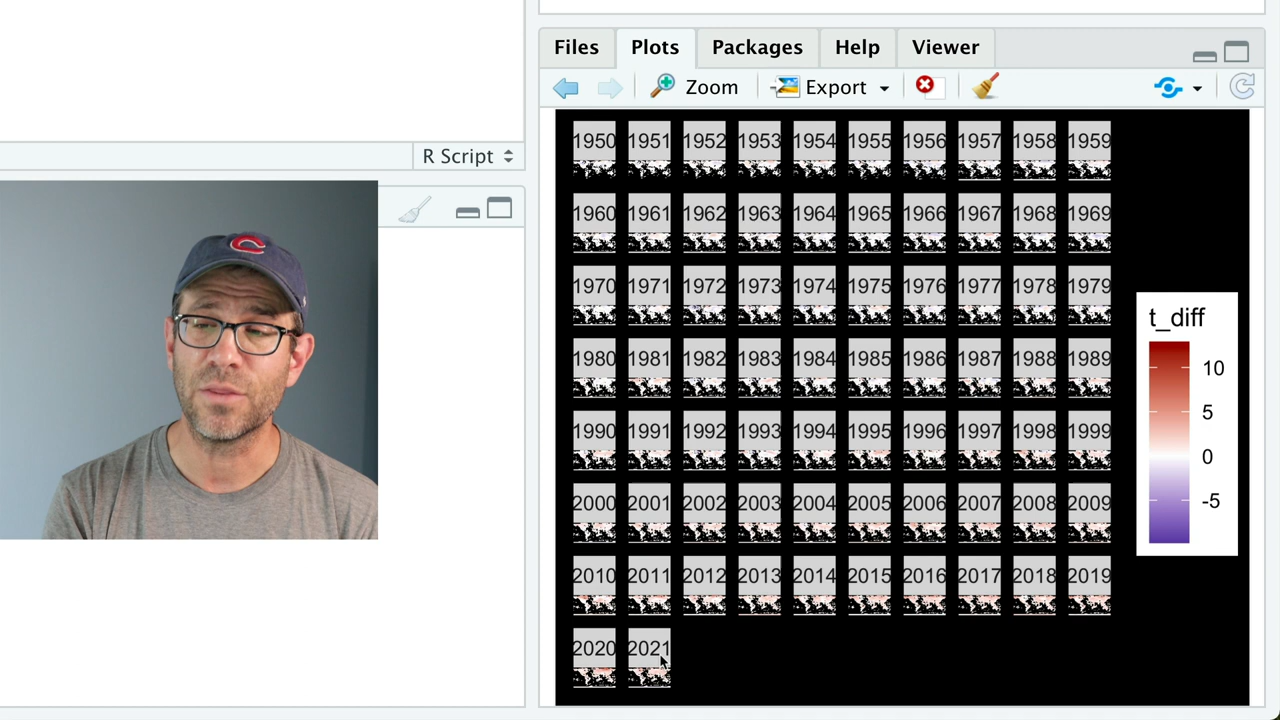 Files Plots Packages Help Viewer
Zoom Export
R Script
C
1950 1951 1952 1953 1954 1955 1956 1957 1958 1959
1960 1961 1962 1963 1964 1965 1966 1967 1968 1969
1970 1971 1972 1973 1974 1975 1976 1977 1978 1979
1980 1981 1982 1983 1984 1985 1986 1987 1988 1989
1990 1991 1992 1993 1994 1995 1996 1997 1998 1999
2000 2001 2002 2003 2004 2005 2006 2007 2008 2009
2010 2011 2012 2013 2014 2015 2016 2017 2018 2019
2020 2021
t_diff
10
5
0
-5